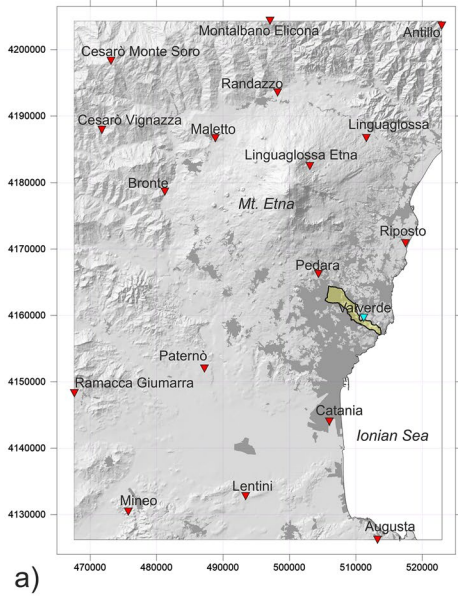 Montalbano Elicona
Antillo
4200000
Cesarò Monte Soro
Randazzo
4190000
Cesarò Vignazza
Maletto
Linguaglossa
Linguaglossa Etna
4180000
Bronte
Mt. Etna
Riposto
4170000
Pedara
Valverde
4160000
Paternò
4150000
Ramacca Giumarra
Catania
Ionian Sea
4140000
Lentini
Mineo
4130000
Augusta
470000 480000 490000 500000 510000 520000
a)